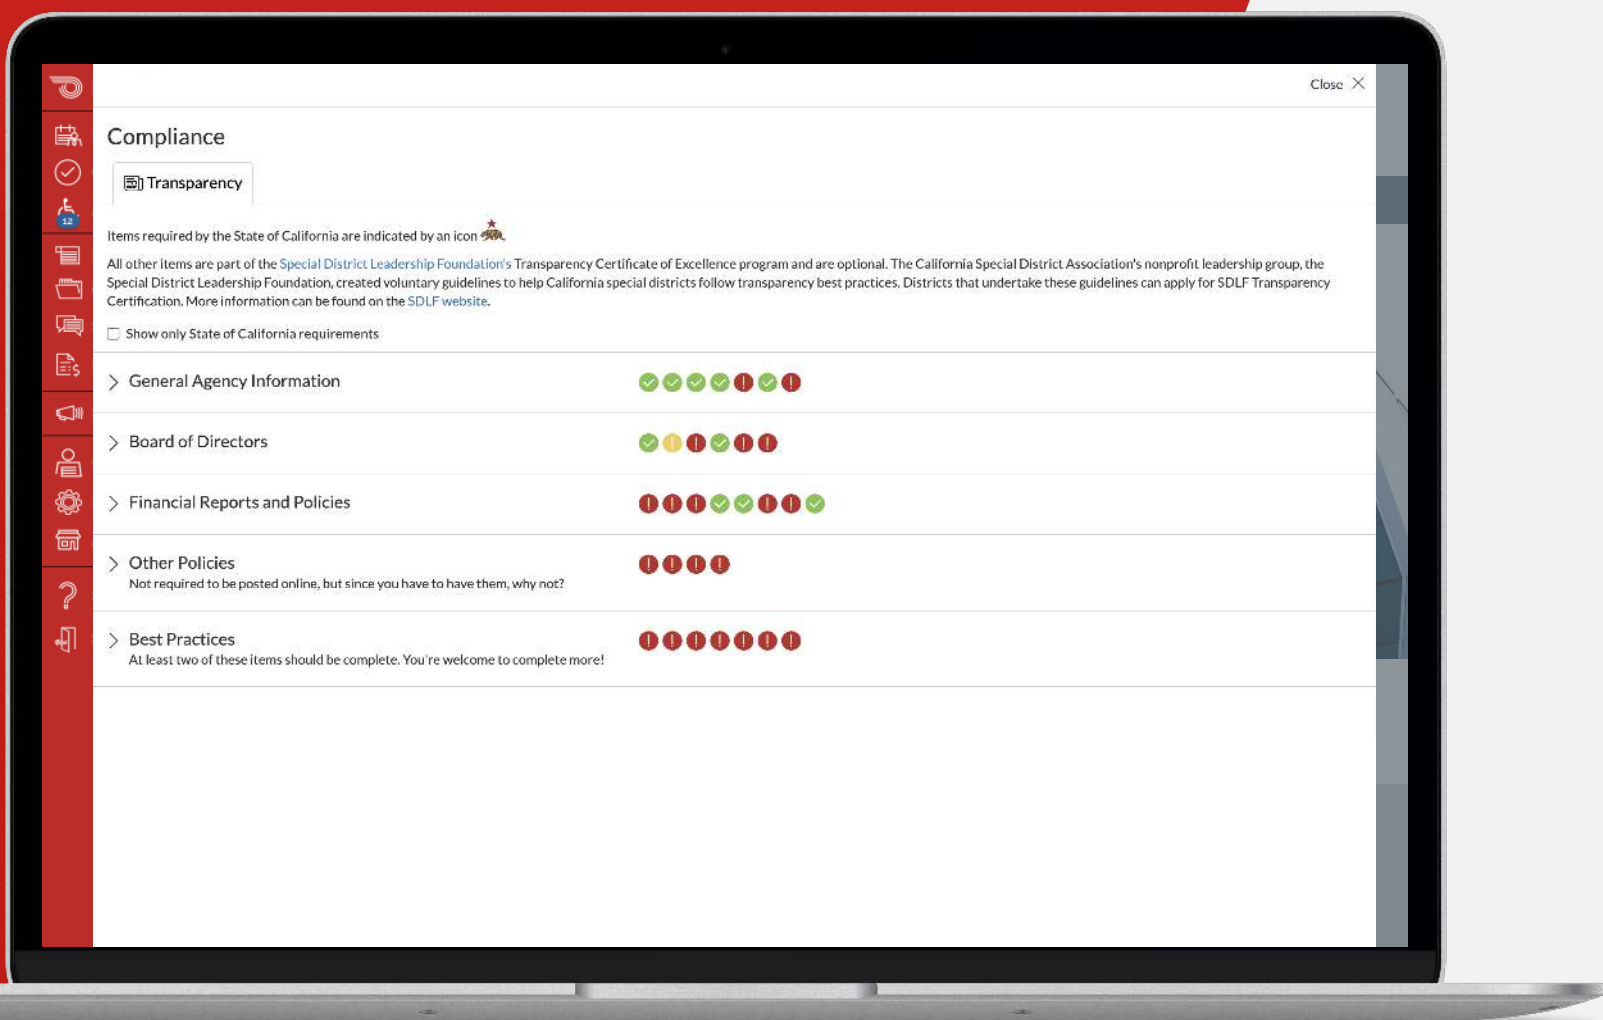 Close
Compliance
Transparency
12
Items required by the State of California are indicated by an icon
All other items are part of the Special District Leadership Foundation's Transparency Certificate of Excellence program and are optional. The California Special District Association's nonprofit leadership group, the
Special District Leadership Foundation, created voluntary guidelines to help California special districts follow transparency best practices. Districts that undertake these guidelines can apply for SDLF Transparency
Certification. More information can be found on the SDLF website.
Show only State of California requirements
General Agency Information
Board of Directors
Financial Reports and Policies
Other Policies
Not required to be posted online, but since you have to have them, why not?
Best Practices
At least two of these items should be complete. You're welcome to complete more!